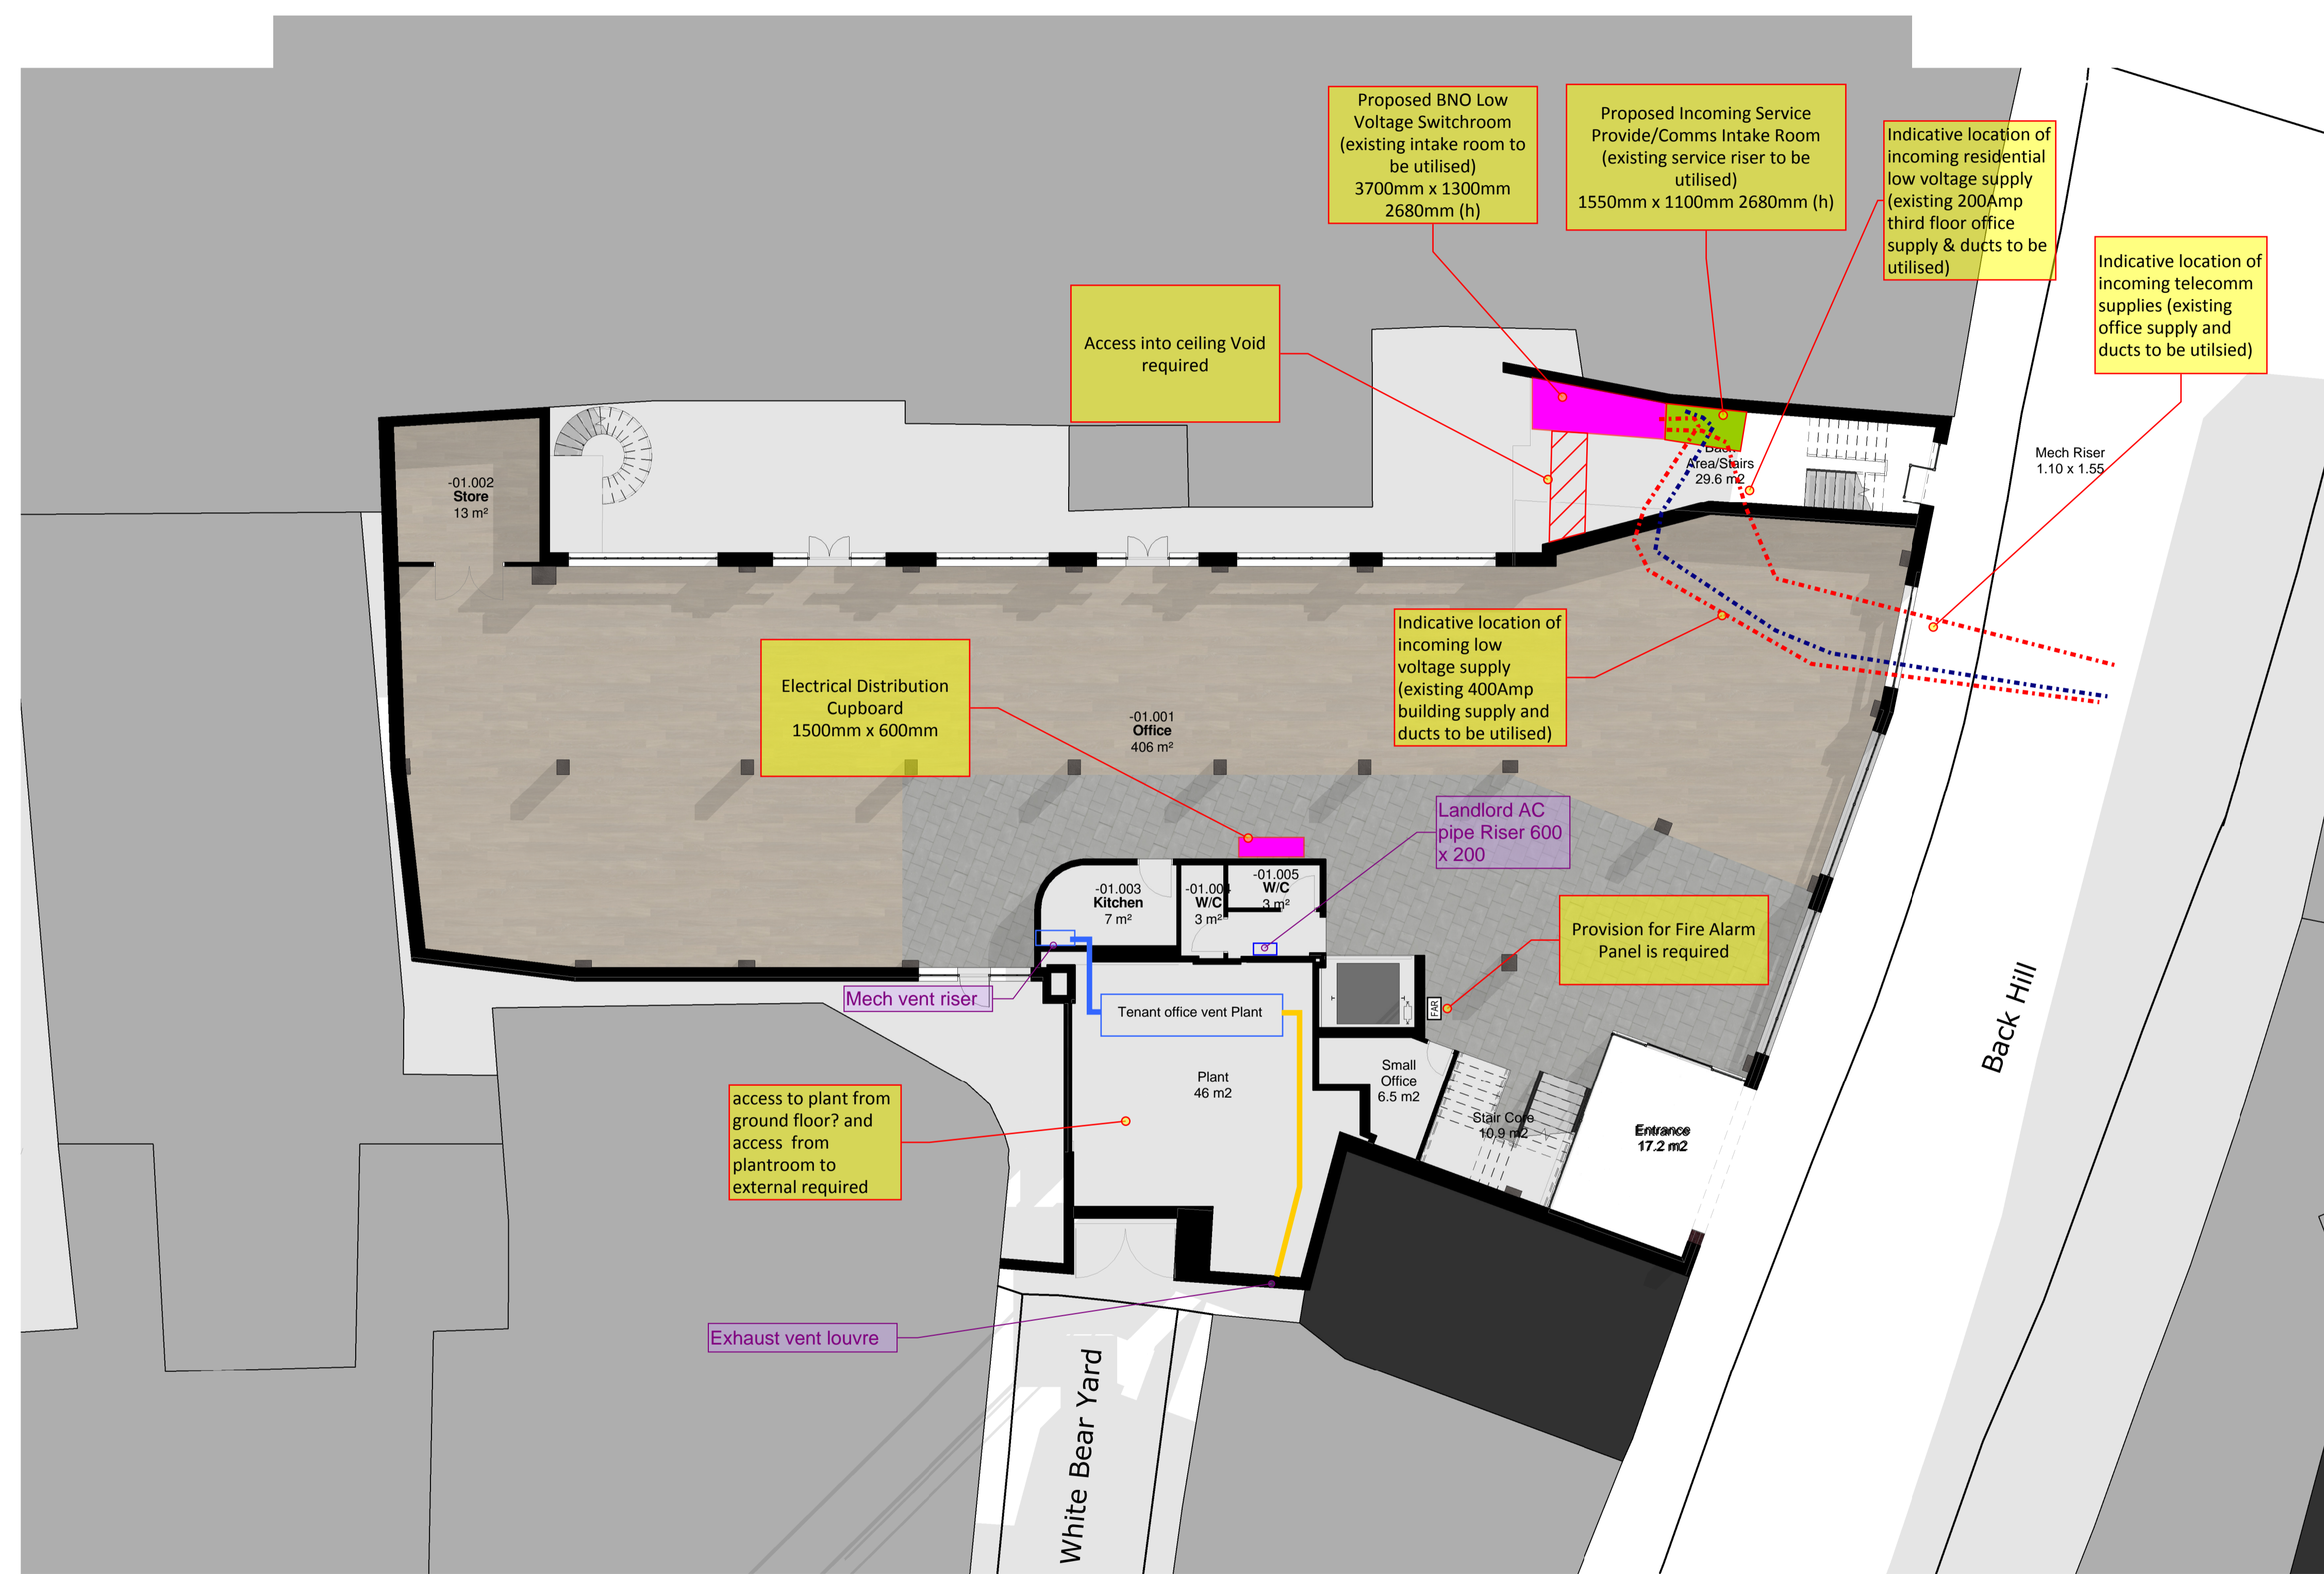 Proposed BNO Low
Voltage Switchroom
(existing intake room to
be utilised)
3700mm x 1300mm
2680mm (h)
Proposed Incoming Service
Provide/Comms Intake Room
(existing service riser to be
utilised)
1550mm x 1100mm 2680mm (h)
Indicative location of
incoming residential
low voltage supply
(existing 200Amp
third floor office
supply & ducts to be
utilised)
Indicative location of
incoming telecomm
supplies (existing
office supply and
ducts to be utilsied)
Access into ceiling Void
required
Mech Riser
1.10 x 1.55
Back
Area/Stairs
29.6 m2
-01.002
Store
13 m²
Indicative location of
incoming low
voltage supply
(existing 400Amp
building supply and
ducts to be utilised)
Electrical Distribution
Cupboard
1500mm x 600mm
-01.001
Office
406 m²
Landlord AC
pipe Riser 600
x 200
-01.003
Kitchen
7 m²
-01.004
W/C
3 m²
-01.005
W/C
3 m²
Provision for Fire Alarm
Panel is required
Mech vent riser
Tenant office vent Plant
FAR
Plant
46 m2
Small
Office
6.5 m2
Stair Core
10.9 m2
Entrance
17.2 m2
Back Hill
access to plant from
ground floor? and
access from
plantroom to
external required
Exhaust vent louvre
White Bear Yard